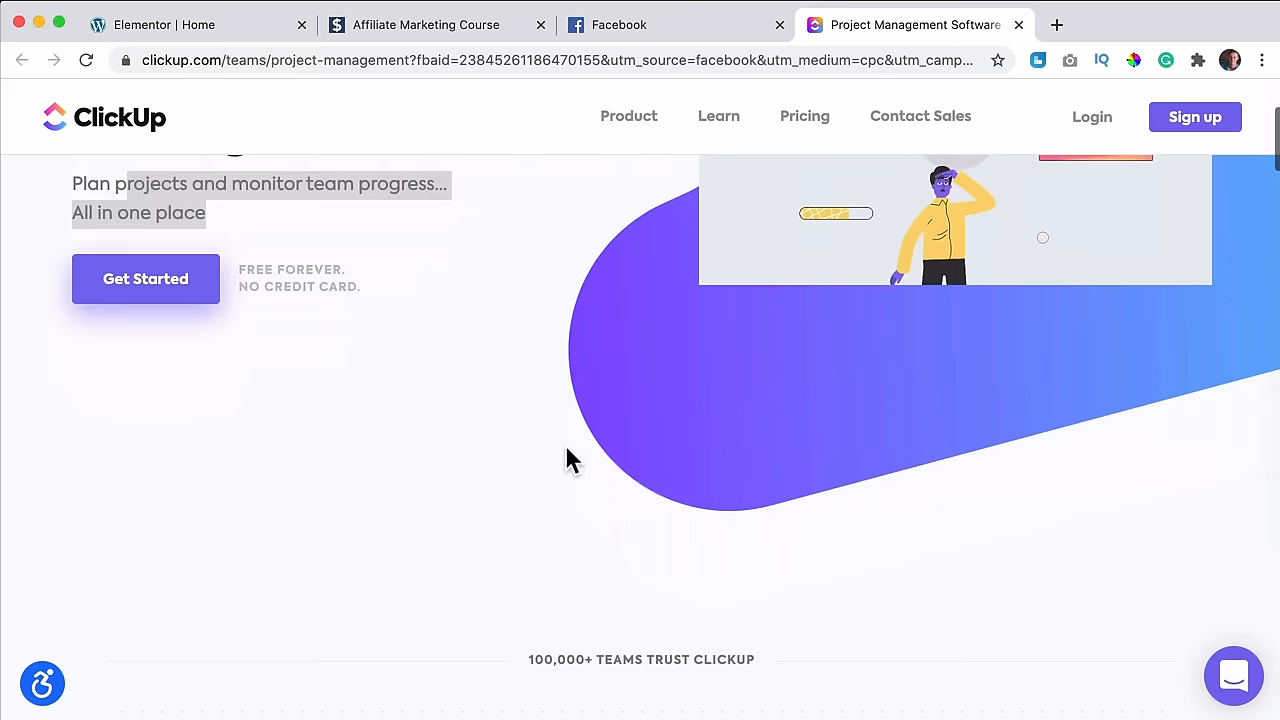 Elementor | Home
Affiliate Marketing Course
Facebook
Project Management Software
clickup.com/teams/project-management?fbaid=23845261186470155&utm_source=facebook&utm_medium=cpc&utm_camp...
ClickUp
Product
Learn
Pricing
Contact Sales
Login
Sign up
Plan projects and monitor team progress...
All in one place
Get Started
FREE FOREVER.
NO CREDIT CARD.
100,000+ TEAMS TRUST CLICKUP